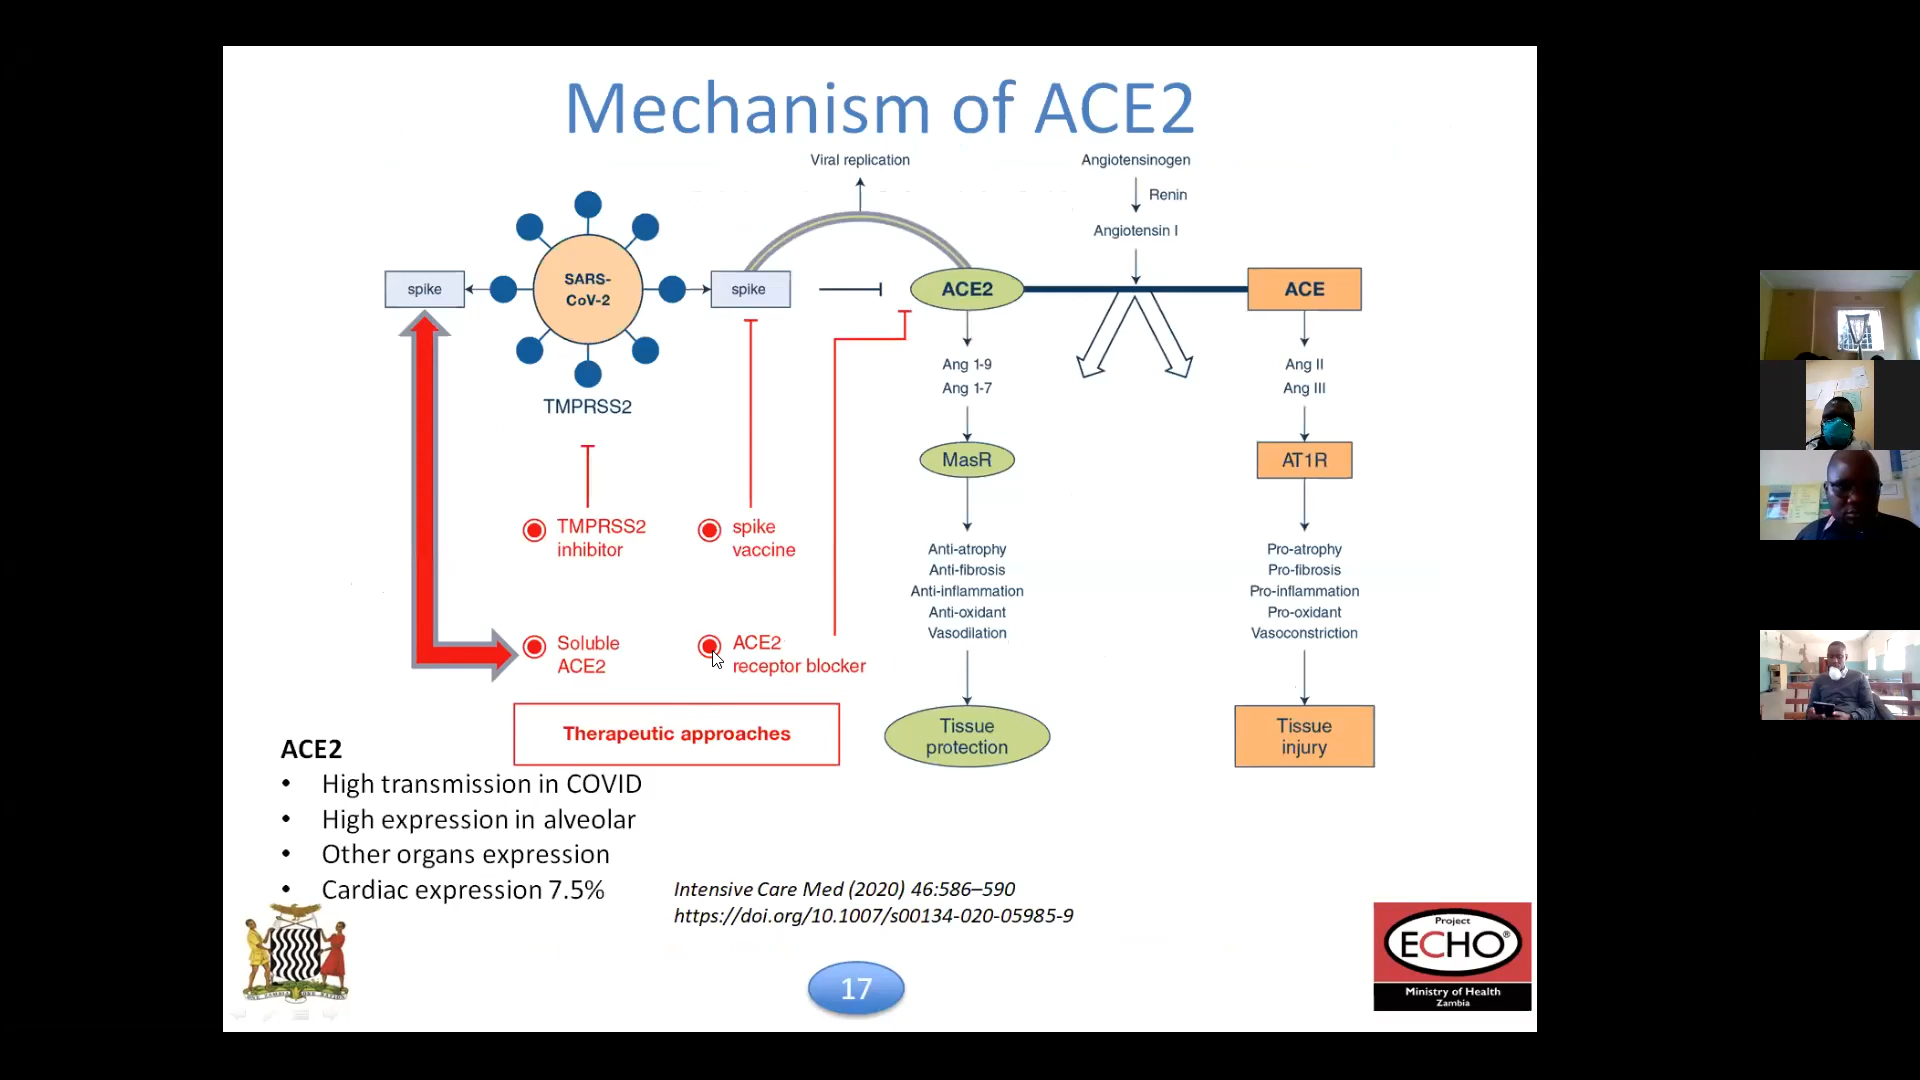 Mechanism of ACE2
Viral replication
Angiotensinogen
Renin
Angiotensin I
spike
SARS-
CoV-2
spike
ACE2
ACE
TMPRSS2
Ang 1-9
Ang 1-7
Ang II
Ang III
MasR
AT1R
TMPRSS2
inhibitor
spike
vaccine
Anti-atrophy
Anti-fibrosis
Anti-inflammation
Anti-oxidant
Vasodilation
Pro-atrophy
Pro-fibrosis
Pro-inflammation
Pro-oxidant
Vasoconstriction
Soluble
ACE2
ACE2
receptor blocker
Therapeutic approaches
Tissue
protection
Tissue
injury
ACE2
• High transmission in COVID
• High expression in alveolar
• Other organs expression
• Cardiac expression 7.5%
Intensive Care Med (2020) 46:586–590
https://doi.org/10.1007/s00134-020-05985-9
17
Project
ECHO®
Ministry of Health
Zambia